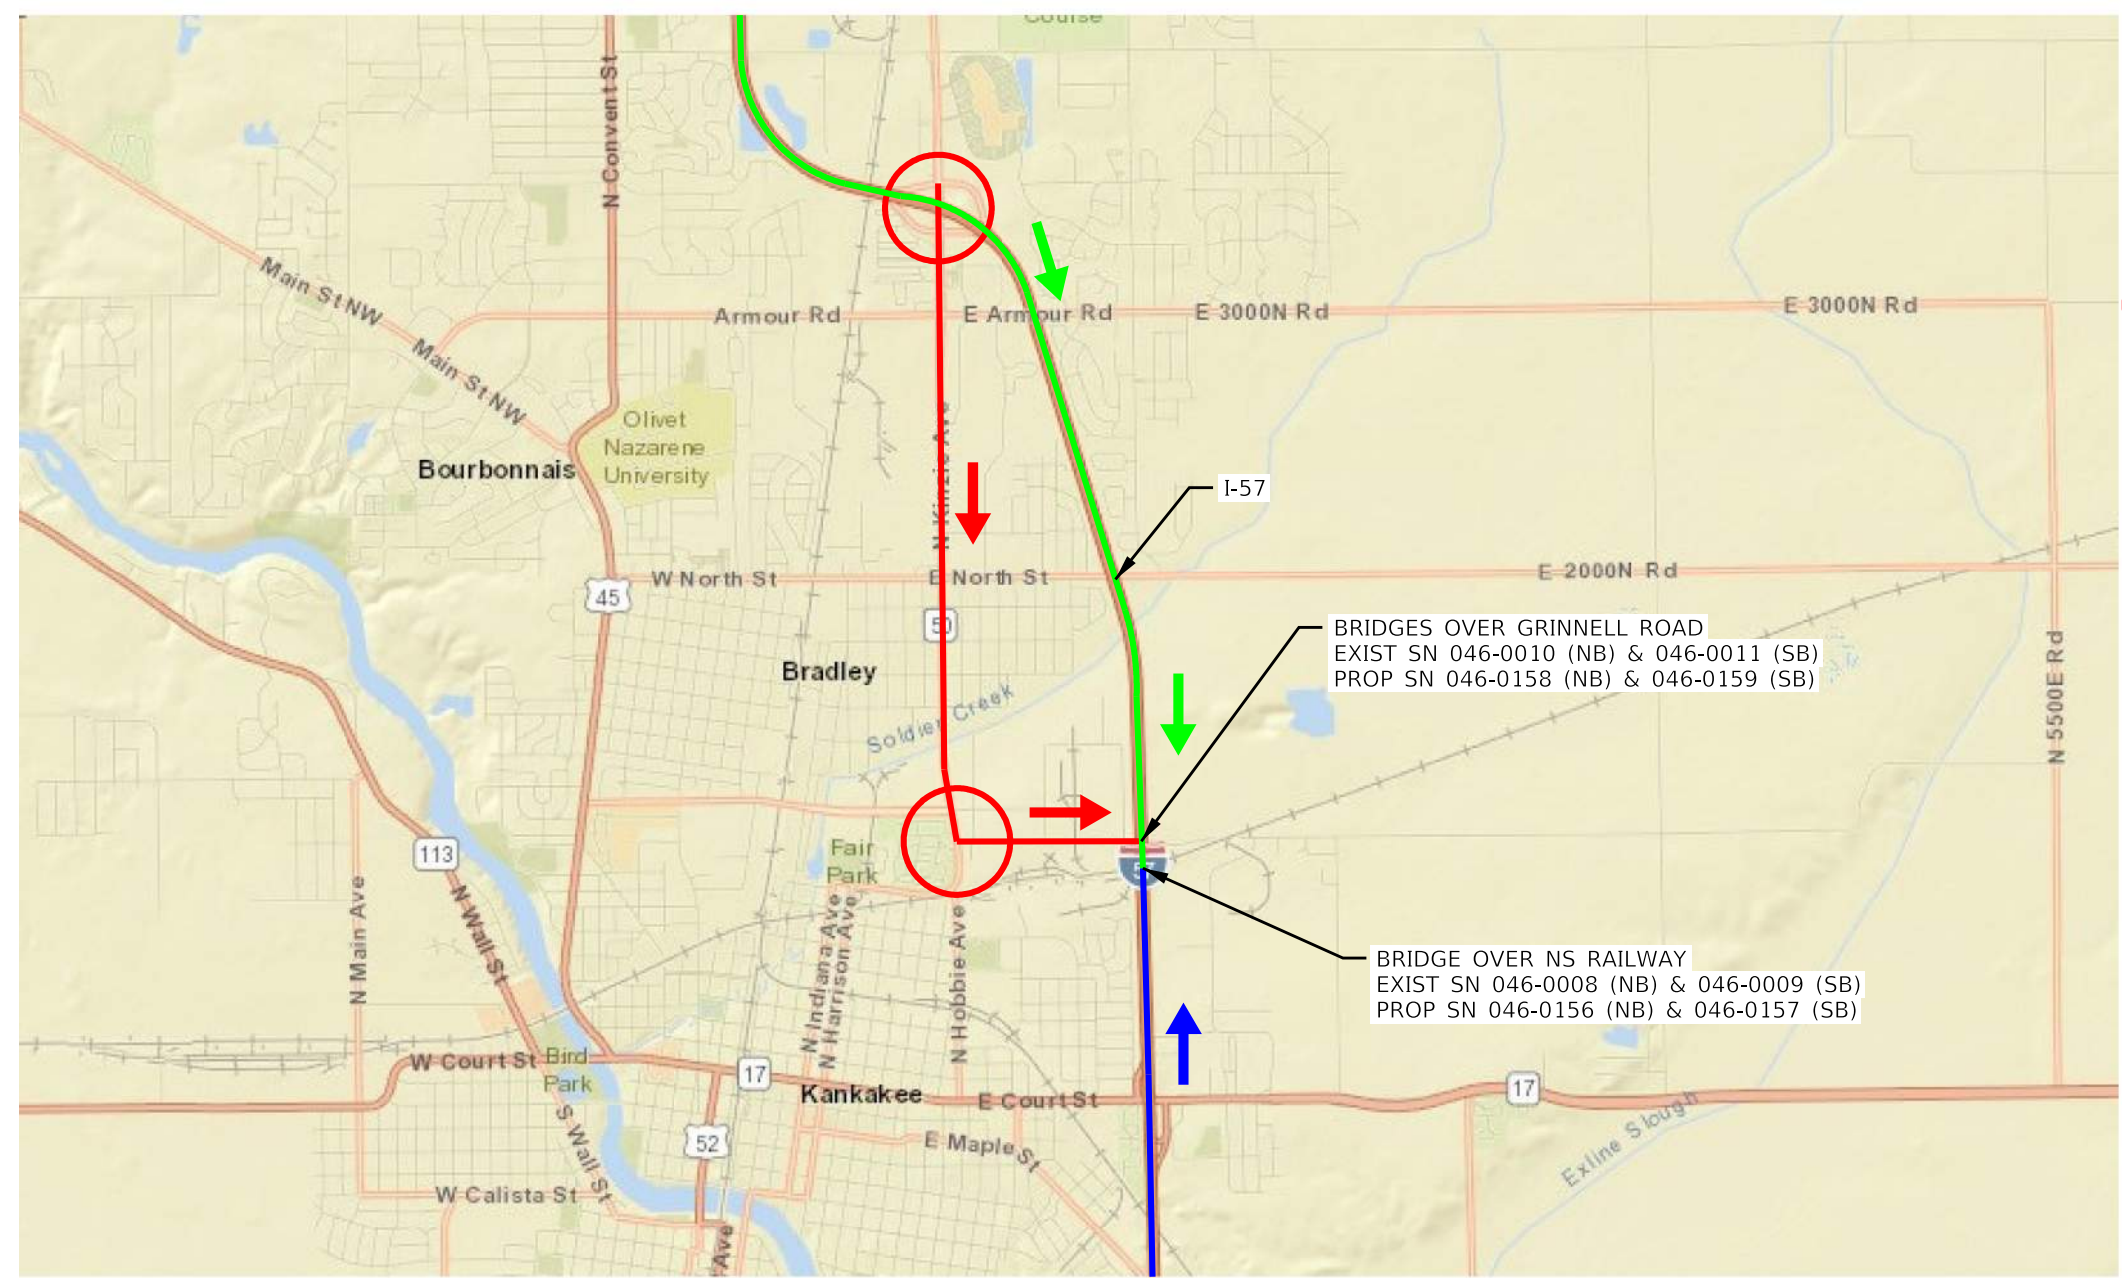 Course
N Convent St
Main St NW
Armour Rd
E Armour Rd
E 3000N Rd
E 3000N Rd
Main St NW
Olivet
Nazarene
University
Bourbonnais
N Kinzie Ave
I-57
W North St
E North St
E 2000N Rd
45
50
BRIDGES OVER GRINNELL ROAD
EXIST SN 046-0010 (NB) & 046-0011 (SB)
PROP SN 046-0158 (NB) & 046-0159 (SB)
Bradley
Soldier Creek
N 5500E Rd
113
Fair
Park
57
N Main Ave
N Wall St
N Indiana Ave
N Harrison Ave
N Hobbie Ave
BRIDGE OVER NS RAILWAY
EXIST SN 046-0008 (NB) & 046-0009 (SB)
PROP SN 046-0156 (NB) & 046-0157 (SB)
W Court St
Bird
Park
17
Kankakee
E Court St
17
52
S Wall St
E Maple St
Exline Slough
W Calista St
Ave